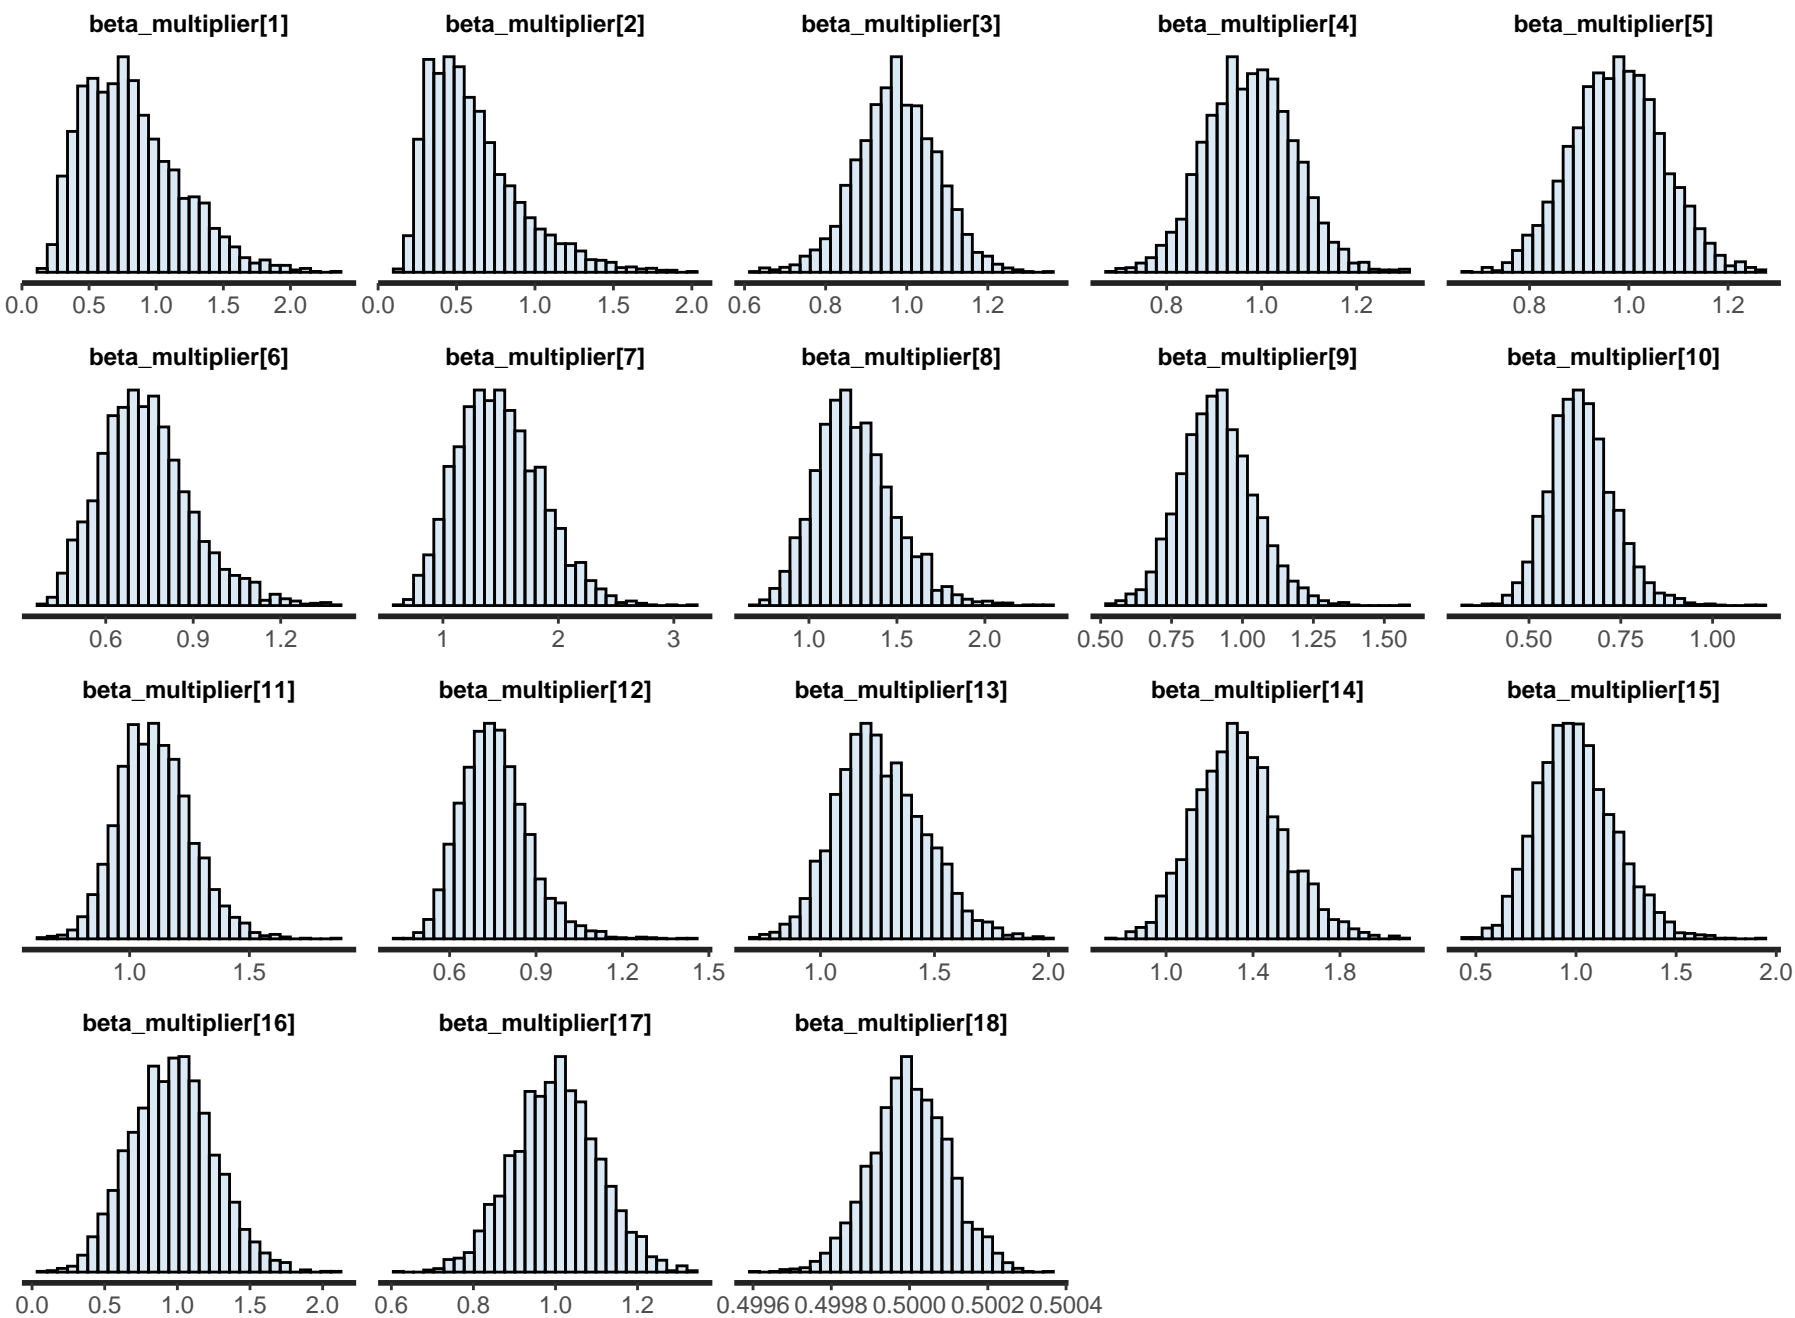 beta_multiplier[1] beta_multiplier[2] beta_multiplier[3] beta_multiplier[4] beta_multiplier[5]
0.0 0.5 1.0 1.5 2.0 0.0 0.5 1.0 1.5 2.0 0.6 0.8 1.0 1.2 0.8 1.0 1.2 0.8 1.0 1.2
beta_multiplier[6] beta_multiplier[7] beta_multiplier[8] beta_multiplier[9] beta_multiplier[10]
0.6 0.9 1.2 1 2 3 1.0 1.5 2.0 0.50 0.75 1.00 1.25 1.50 0.50 0.75 1.00
beta_multiplier[11] beta_multiplier[12] beta_multiplier[13] beta_multiplier[14] beta_multiplier[15]
1.0 1.5 0.6 0.9 1.2 1.5 1.0 1.5 2.0 1.0 1.4 1.8 0.5 1.0 1.5 2.0
beta_multiplier[16] beta_multiplier[17] beta_multiplier[18]
0.0 0.5 1.0 1.5 2.0 0.6 0.8 1.0 1.2 0.4996 0.4998 0.5000 0.5002 0.5004